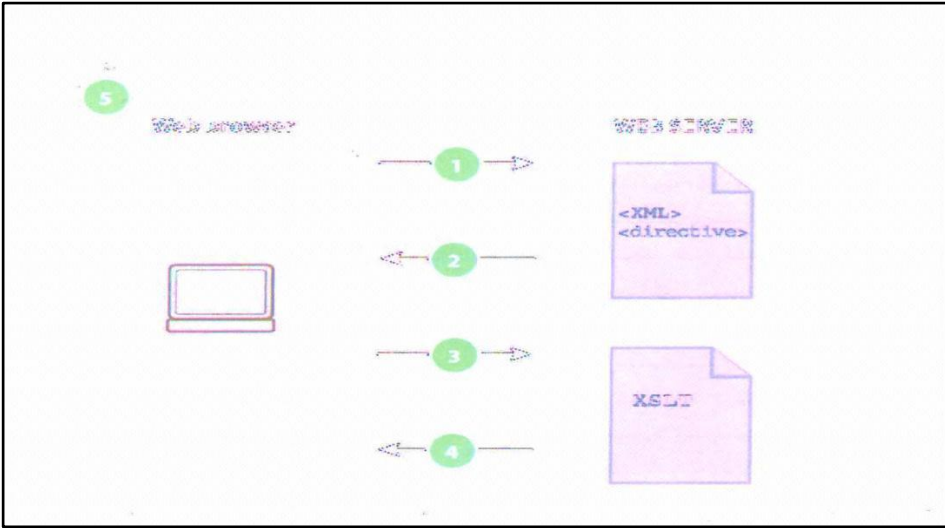 5
Web browser
WEB SERVER
1
<XML>
<directive>
2
3
XSLT
4